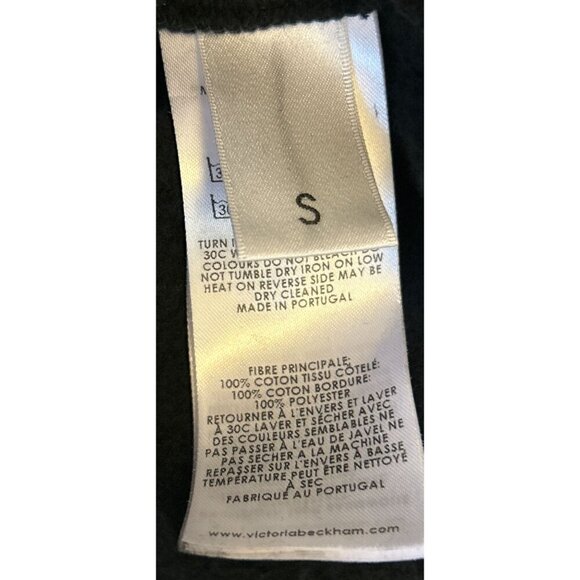 S
30
TURN
30C W
COLOURS DO NOT BLEACH DO
NOT TUMBLE DRY IRON ON LOW
HEAT ON REVERSE SIDE MAY BE
DRY CLEANED
MADE IN PORTUGAL
FIBRE PRINCIPALE:
100% COTON TISSU CÔTELÉ:
100% COTON BORDURE:
100% POLYESTER
RETOURNER À L'ENVERS ET LAVER
À 30C LAVER ET SÉCHER AVEC
DES COULEURS SEMBLABLES NE
PAS PASSER À L'EAU DE JAVEL NE
PAS SECHER A LA MACHINE
REPASSER SUR L'ENVERS À BASSE
TEMPÉRATURE PEUT ÊTRE NETTOYÉ
À SEC
FABRIQUÉ AU PORTUGAL
www.victoriabeckham.com